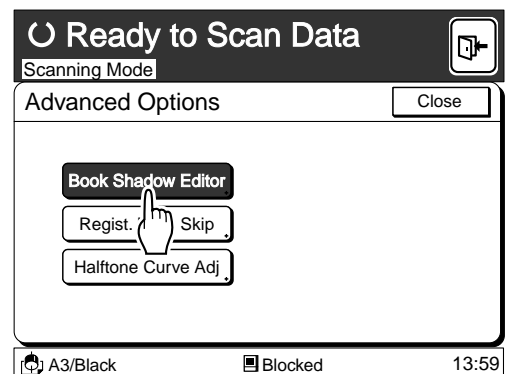 Ready to Scan Data
Scanning Mode
Advanced Options
Close
Book Shadow Editor
Regist. Skip
Halftone Curve Adj
A3/Black
Blocked
13:59